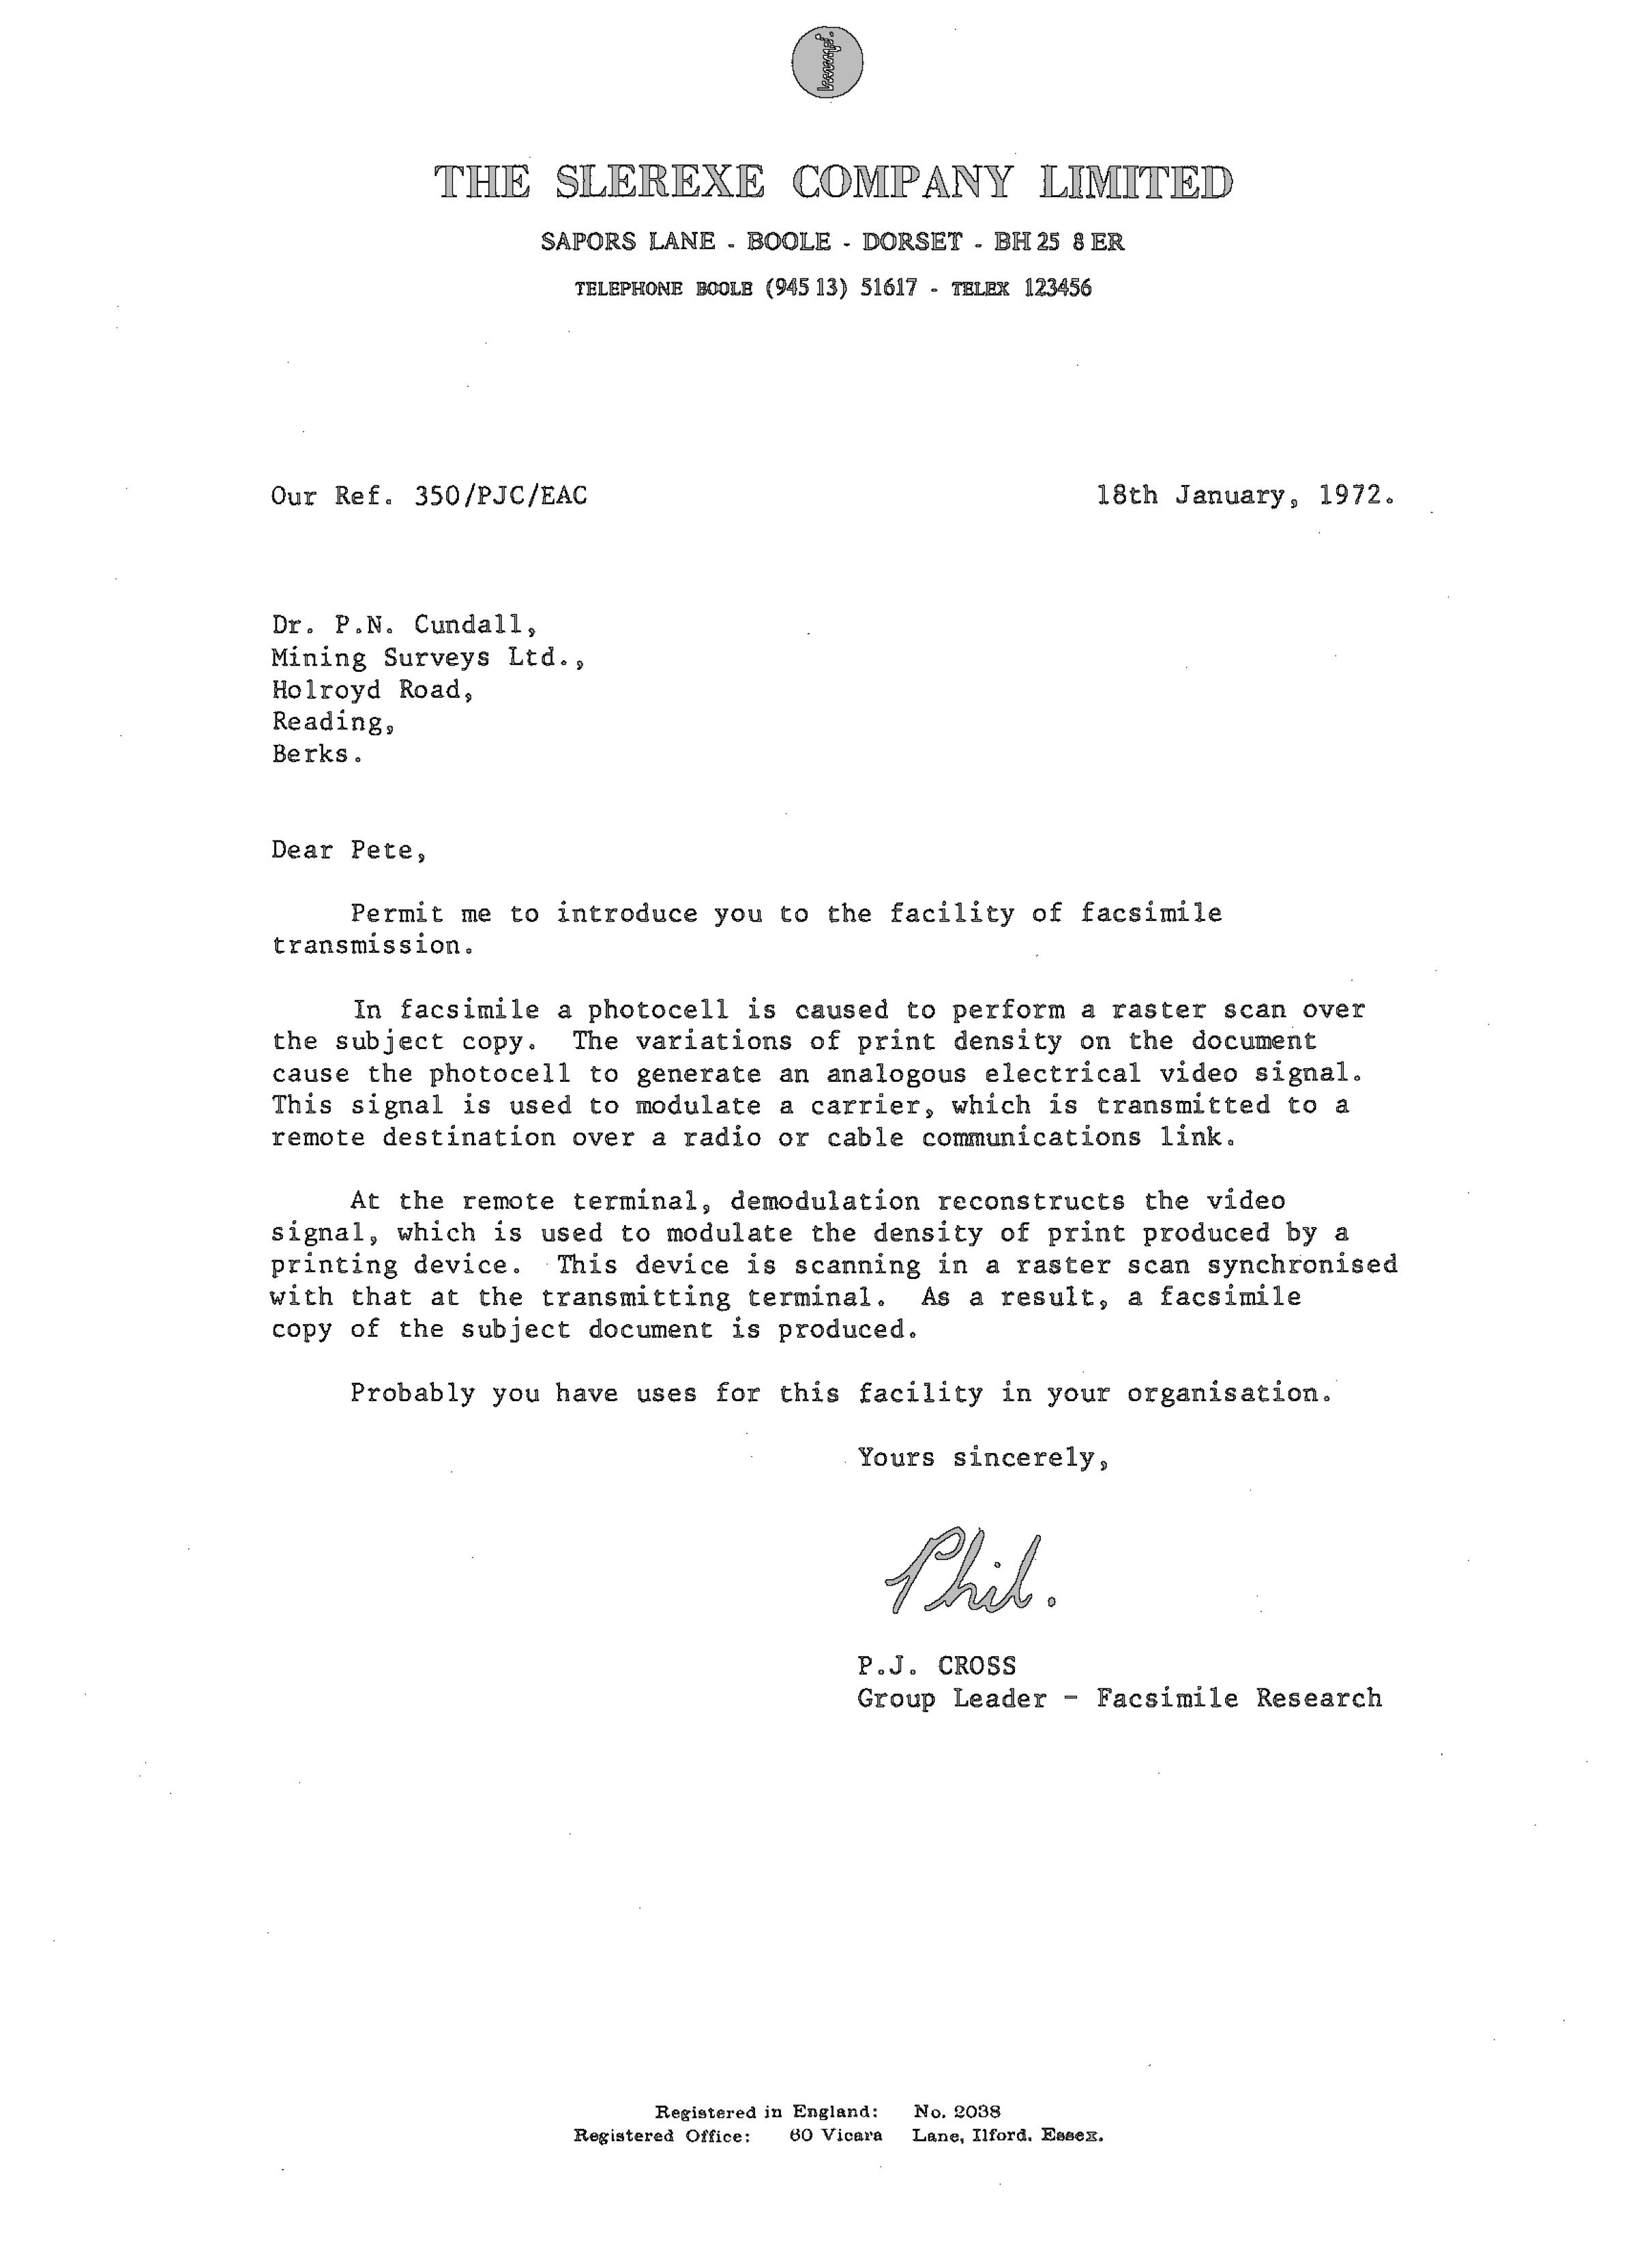 THE SLEREXE COMPANY LIMITED
SAPORS LANE - BOOLE - DORSET - BH 25 8 ER
TELEPHONE BOOLE (945 13) 51617 - TELEX 123456
Our Ref. 350/PJC/EAC
18th January, 1972.
Dr. P.N. Cundall,
Mining Surveys Ltd.,
Holroyd Road,
Reading,
Berks.
Dear Pete,
Permit me to introduce you to the facility of facsimile
transmission.
In facsimile a photocell is caused to perform a raster scan over
the subject copy. The variations of print density on the document
cause the photocell to generate an analogous electrical video signal.
This signal is used to modulate a carrier, which is transmitted to a
remote destination over a radio or cable communications link.
At the remote terminal, demodulation reconstructs the video
signal, which is used to modulate the density of print produced by a
printing device. This device is scanning in a raster scan synchronised
with that at the transmitting terminal. As a result, a facsimile
copy of the subject document is produced.
Probably you have uses for this facility in your organisation.
Yours sincerely,
Phil.
P.J. CROSS
Group Leader - Facsimile Research
Registered in England: No. 2038
Registered Office: 60 Vicara Lane, Ilford. Essex.